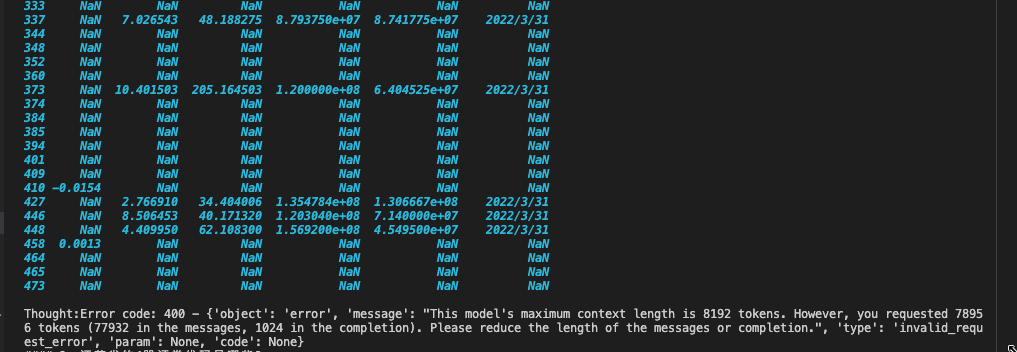 333 NaN NaN NaN NaN NaN NaN
337 NaN 7.026543 48.188275 8.793750e+07 8.741775e+07 2022/3/31
344 NaN NaN NaN NaN NaN NaN
348 NaN NaN NaN NaN NaN NaN
352 NaN NaN NaN NaN NaN NaN
360 NaN NaN NaN NaN NaN NaN
373 NaN 10.401503 205.164503 1.200000e+08 6.404525e+07 2022/3/31
374 NaN NaN NaN NaN NaN NaN
384 NaN NaN NaN NaN NaN NaN
385 NaN NaN NaN NaN NaN NaN
394 NaN NaN NaN NaN NaN NaN
401 NaN NaN NaN NaN NaN NaN
409 NaN NaN NaN NaN NaN NaN
410 -0.0154 NaN NaN NaN NaN NaN
427 NaN 2.766910 34.404006 1.354784e+08 1.306667e+08 2022/3/31
446 NaN 8.506453 40.171320 1.203040e+08 7.140000e+07 2022/3/31
448 NaN 4.409950 62.108300 1.569200e+08 4.549500e+07 2022/3/31
458 0.0013 NaN NaN NaN NaN NaN
464 NaN NaN NaN NaN NaN NaN
465 NaN NaN NaN NaN NaN NaN
473 NaN NaN NaN NaN NaN NaN
Thought:Error code: 400 - {'object': 'error', 'message': "This model's maximum context length is 8192 tokens. However, you requested 7895
6 tokens (77932 in the messages, 1024 in the completion). Please reduce the length of the messages or completion.", 'type': 'invalid_requ
est_error', 'param': None, 'code': None}